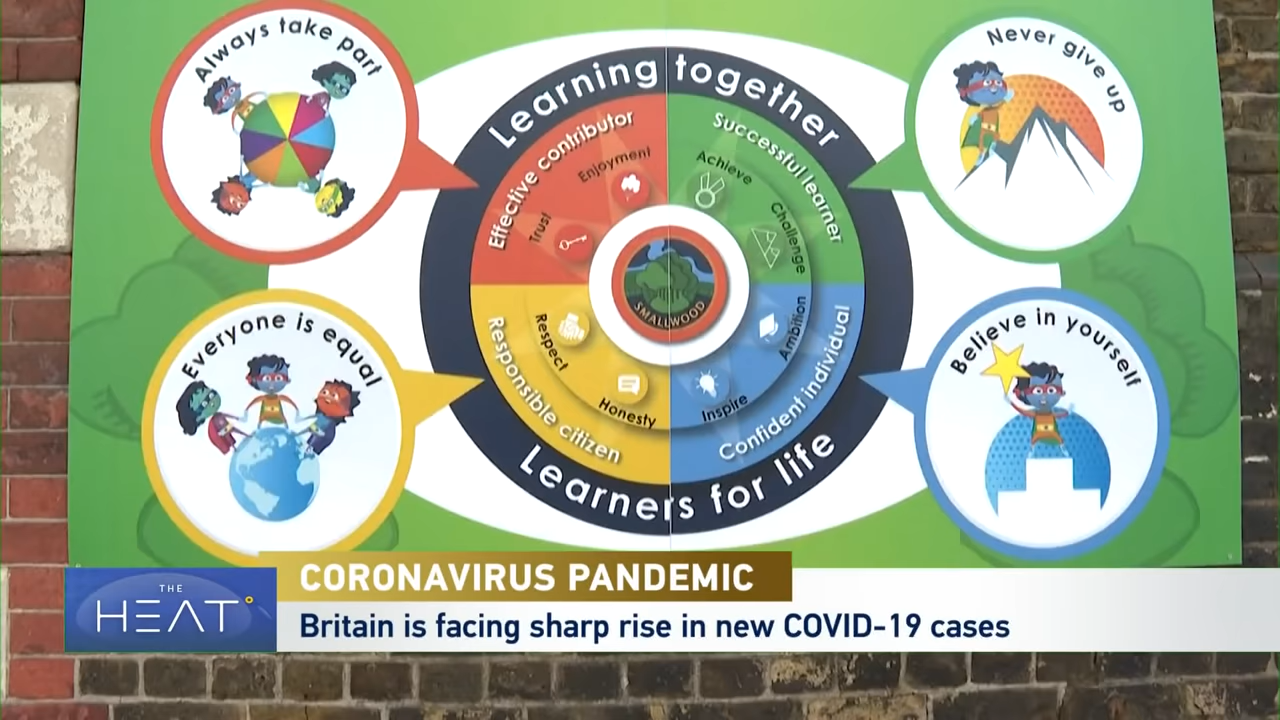 Always take part
Never give up
Learning together
Effective contributor
Enjoyment
Trust
Successful learner
Achieve
Challenge
SMALLWOOD
Everyone is equal
Believe in yourself
Responsible citizen
Respect
Honesty
Confident individual
Ambition
Inspire
Learners for life
THE
HEAT
CORONAVIRUS PANDEMIC
Britain is facing sharp rise in new COVID-19 cases